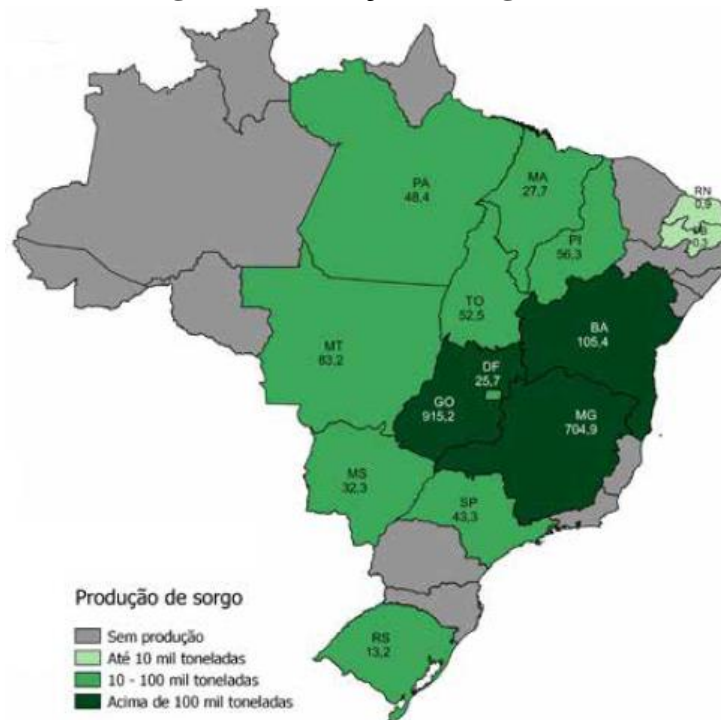 PA
48,4
MA
27,7
RN
0,9
PB
0,3
PI
56,3
TO
52,5
BA
105,4
MT
83,2
DF
25,7
GO
915,2
MG
704,9
MS
32,3
SP
43,3
RS
13,2
Produção de sorgo
Sem produção
Até 10 mil toneladas
10 - 100 mil toneladas
Acima de 100 mil toneladas